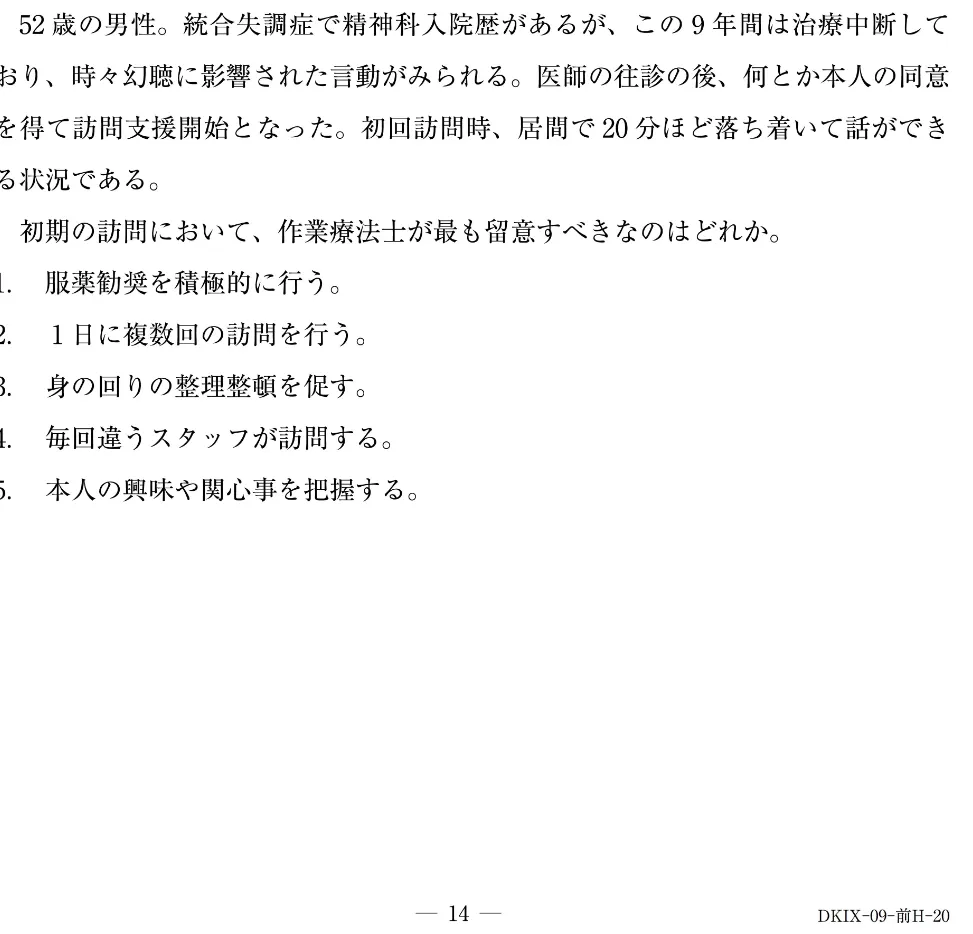 52歳の男性。統合失調症で精神科入院歴があるが、この9年間は治療中断して
おり、時々幻聴に影響された言動がみられる。医師の往診の後、何とか本人の同意
を得て訪問支援開始となった。初回訪問時、居間で20分ほど落ち着いて話ができ
る状況である。
初期の訪問において、作業療法士が最も留意すべきなのはどれか。
1. 服薬勧奨を積極的に行う。
2. 1日に複数回の訪問を行う。
3. 身の回りの整理整頓を促す。
4. 毎回違うスタッフが訪問する。
5. 本人の興味や関心事を把握する。
— 14 —
DKIX-09-前H-20